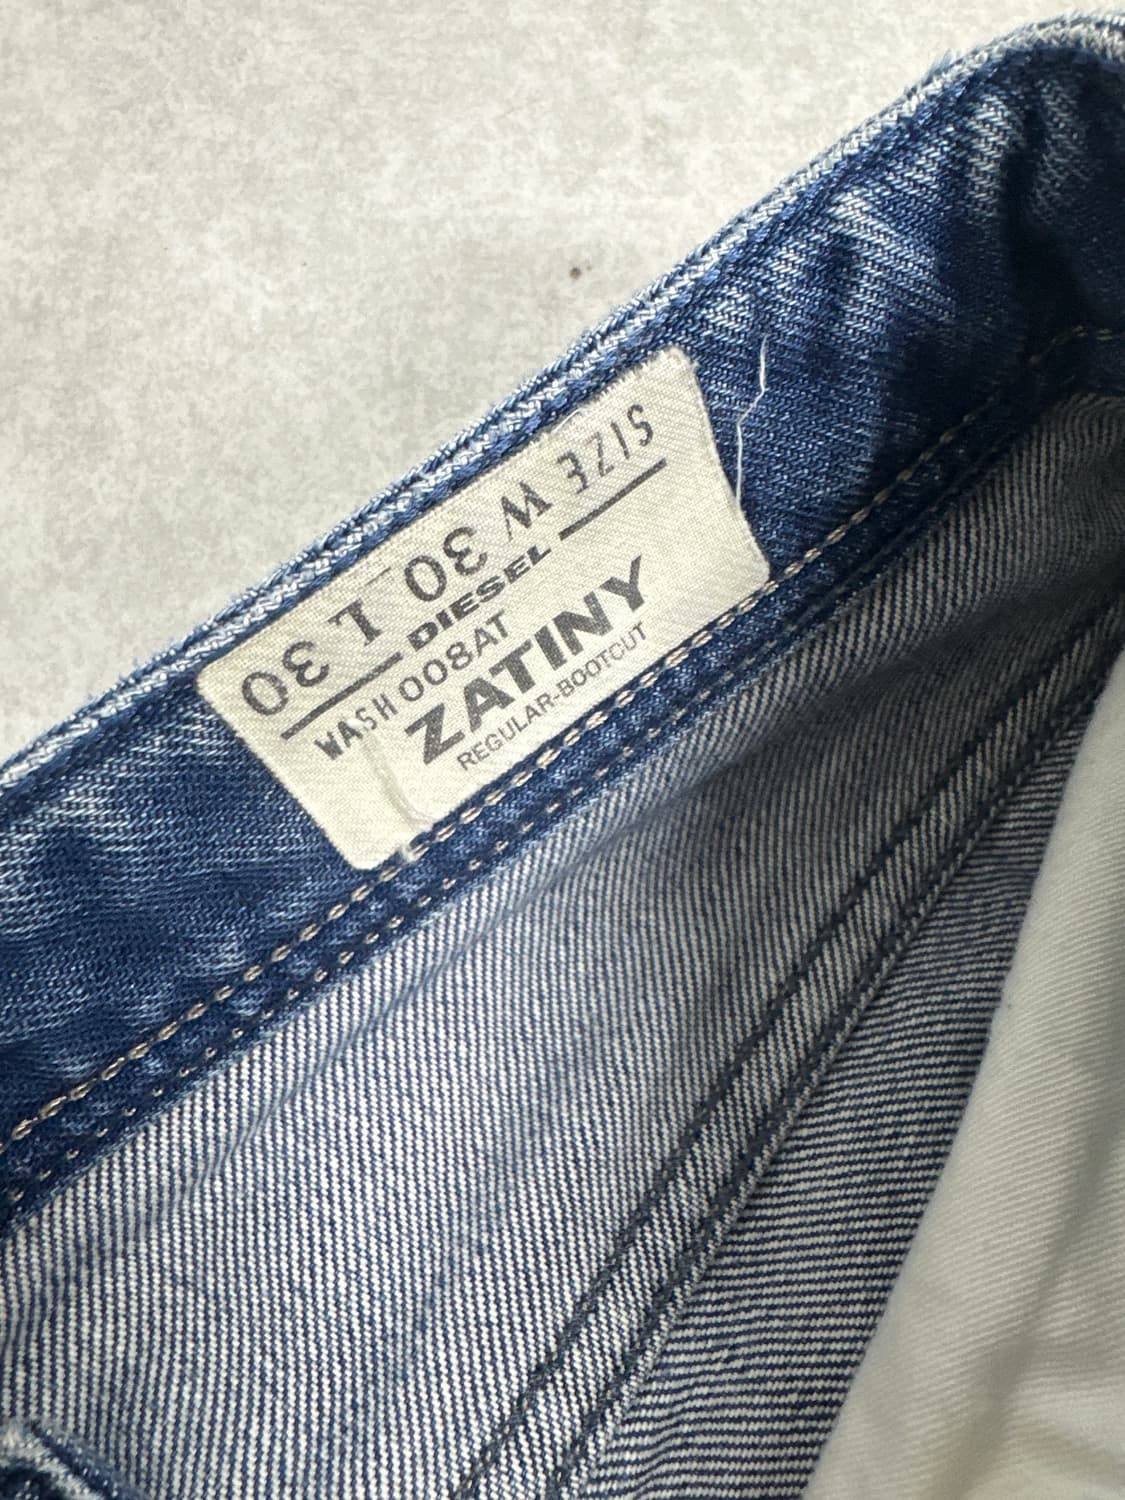 SIZE W 30 L 30
DIESEL
WASH 008AT
ZATINY
REGULAR-BOOTCUT